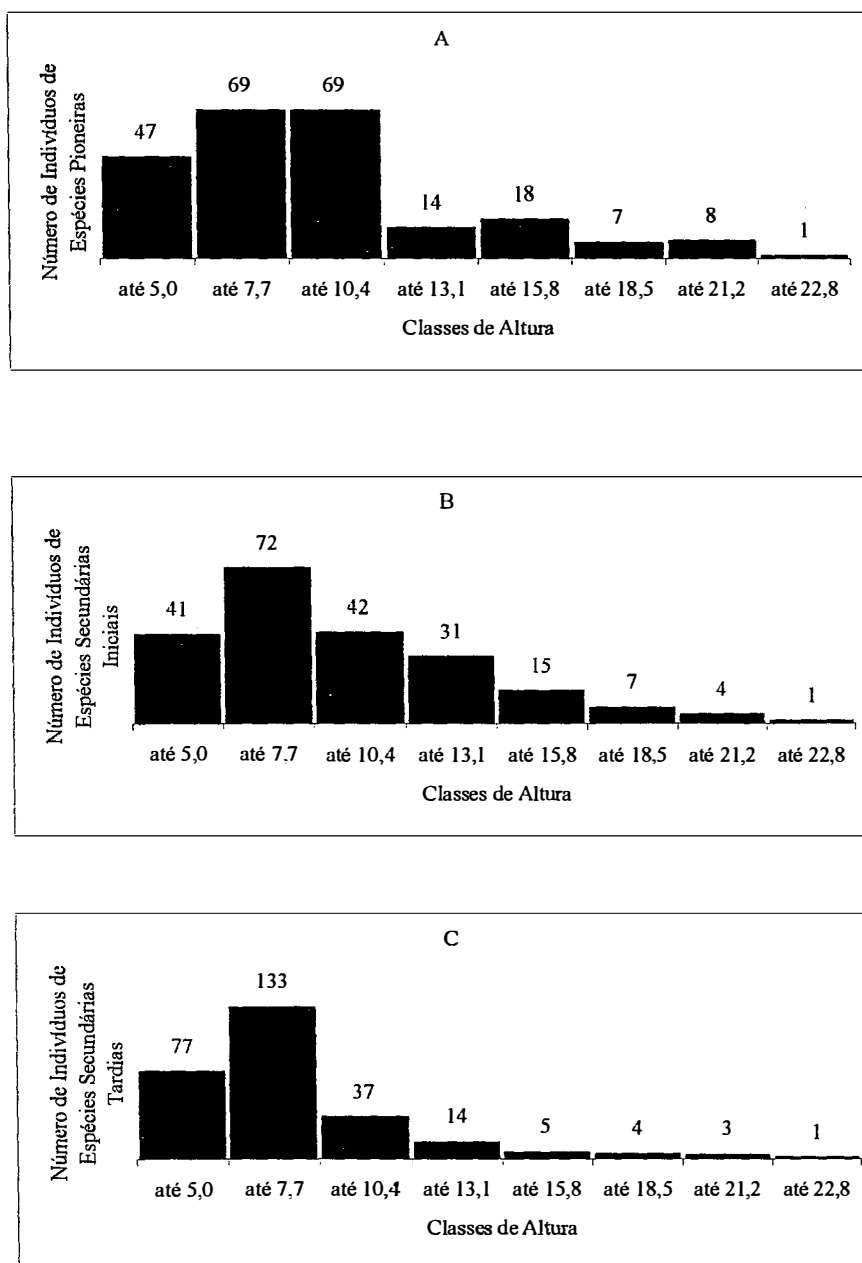 A
Número de Indivíduos de
Espécies Pioneiras
47
69
69
14
18
7
8
1
até 5,0
até 7,7
até 10,4
até 13,1
até 15,8
até 18,5
até 21,2
até 22,8
Classes de Altura
B
Número de Indivíduos de
Espécies Secundárias
Iniciais
41
72
42
31
15
7
4
1
até 5,0
até 7,7
até 10,4
até 13,1
até 15,8
até 18,5
até 21,2
até 22,8
Classes de Altura
C
Número de Indivíduos de
Espécies Secundárias
Tardias
77
133
37
14
5
4
3
1
até 5,0
até 7,7
até 10,4
até 13,1
até 15,8
até 18,5
até 21,2
até 22,8
Classes de Altura